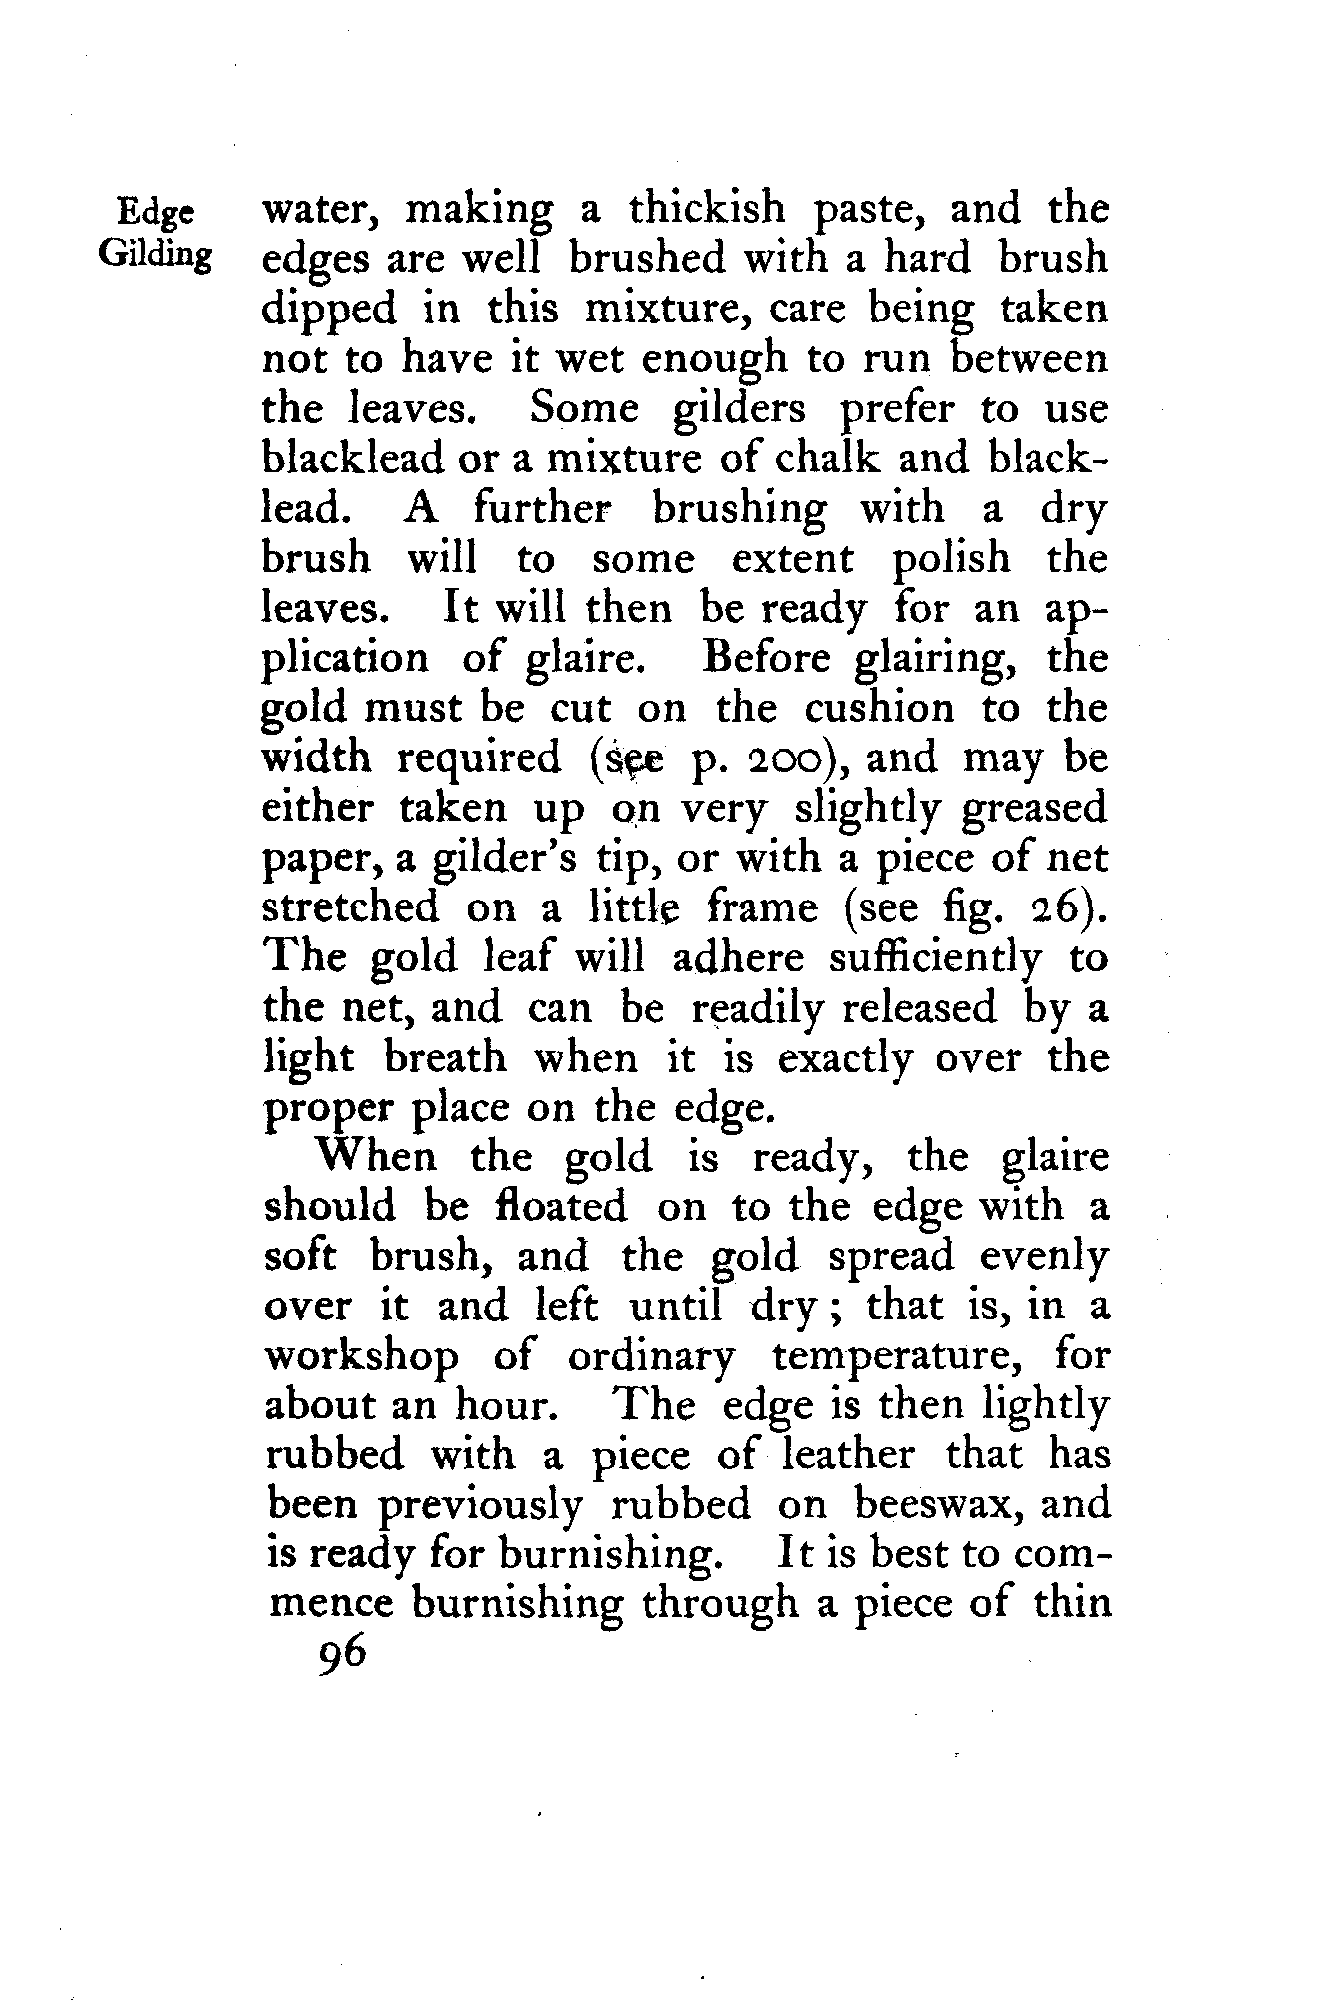 Edge
Gilding
water, making a thickish paste, and the
edges are well brushed with a hard brush
dipped in this mixture, care being taken
not to have it wet enough to run between
the leaves. Some gilders prefer to use
blacklead or a mixture of chalk and black-
lead. A further brushing with a dry
brush will to some extent polish the
leaves. It will then be ready for an ap-
plication of glaire. Before glairing, the
gold must be cut on the cushion to the
width required (see p. 200), and may be
either taken up on very slightly greased
paper, a gilder's tip, or with a piece of net
stretched on a little frame (see fig. 26).
The gold leaf will adhere sufficiently to
the net, and can be readily released by a
light breath when it is exactly over the
proper place on the edge.
When the gold is ready, the glaire
should be floated on to the edge with a
soft brush, and the gold spread evenly
over it and left until dry ; that is, in a
workshop of ordinary temperature, for
about an hour. The edge is then lightly
rubbed with a piece of leather that has
been previously rubbed on beeswax, and
is ready for burnishing. It is best to com-
mence burnishing through a piece of thin
96